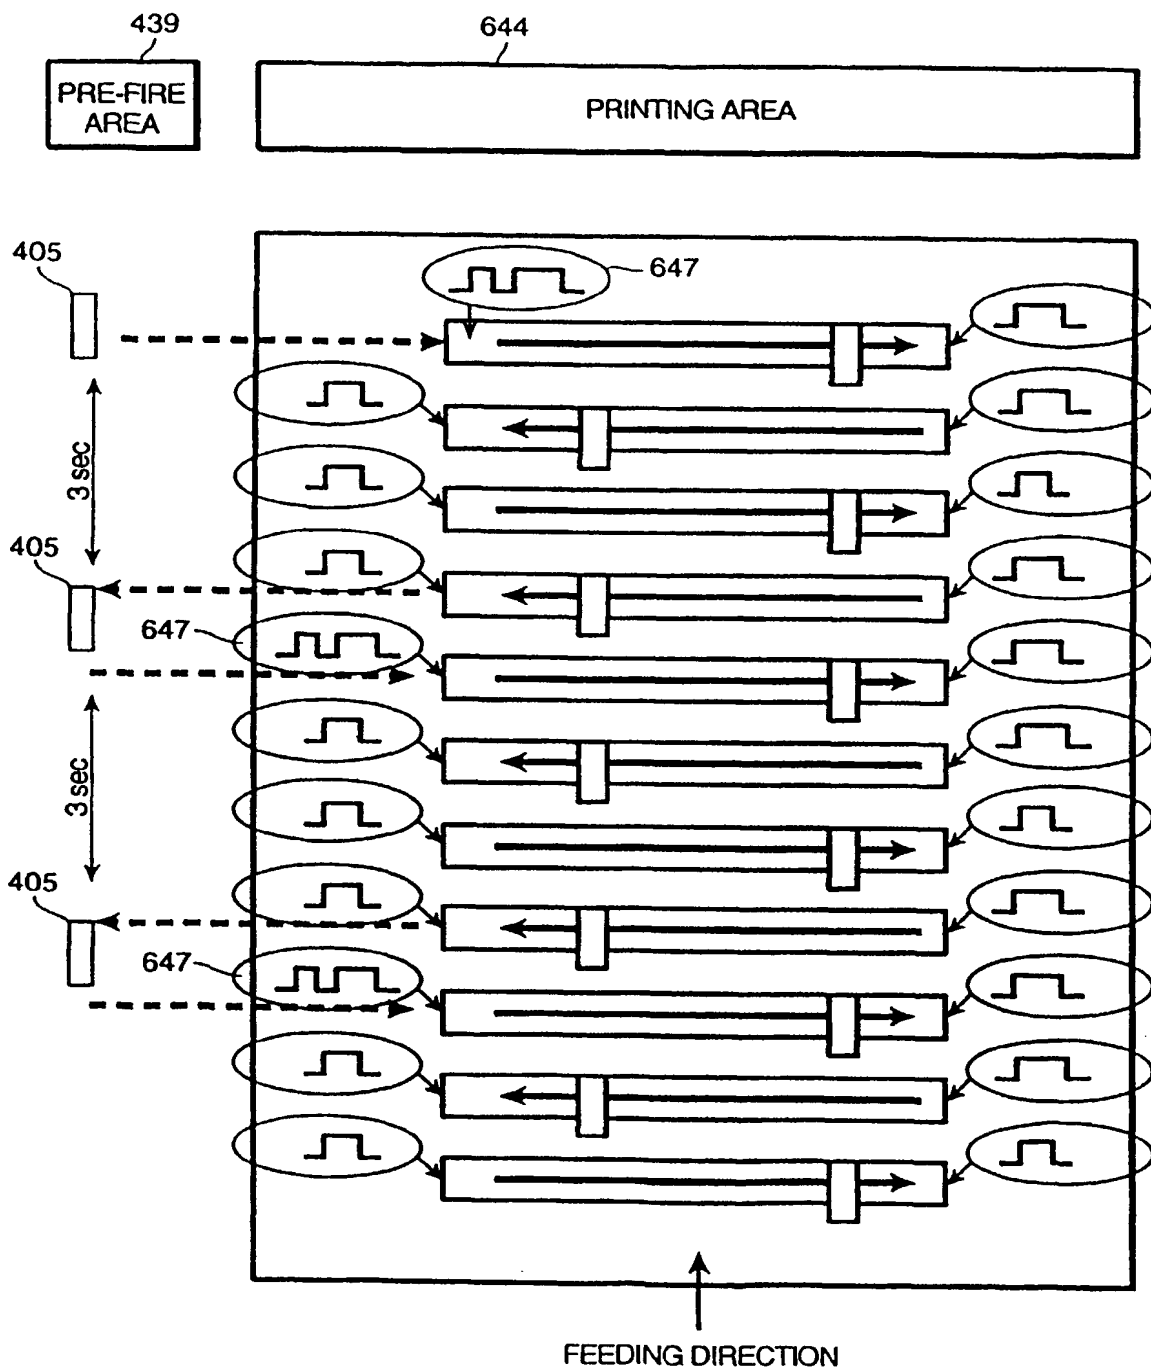 439
644
PRE-FIRE
AREA
PRINTING AREA
405
647
3 sec
405
647
3 sec
405
647
FEEDING DIRECTION